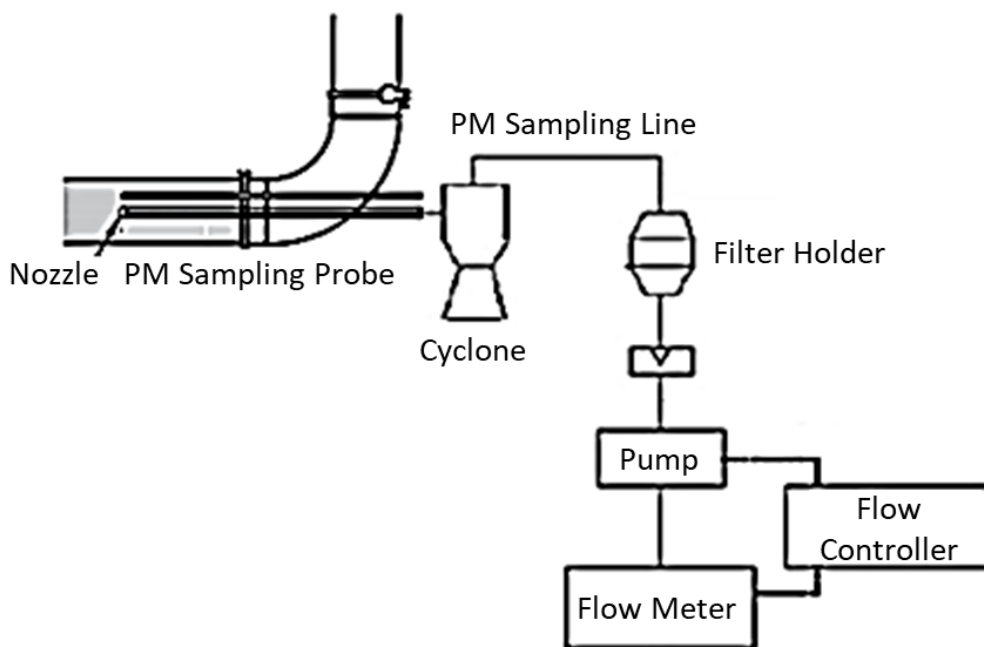 PM Sampling Line
Nozzle
PM Sampling Probe
Filter Holder
Cyclone
Pump
Flow
Controller
Flow Meter